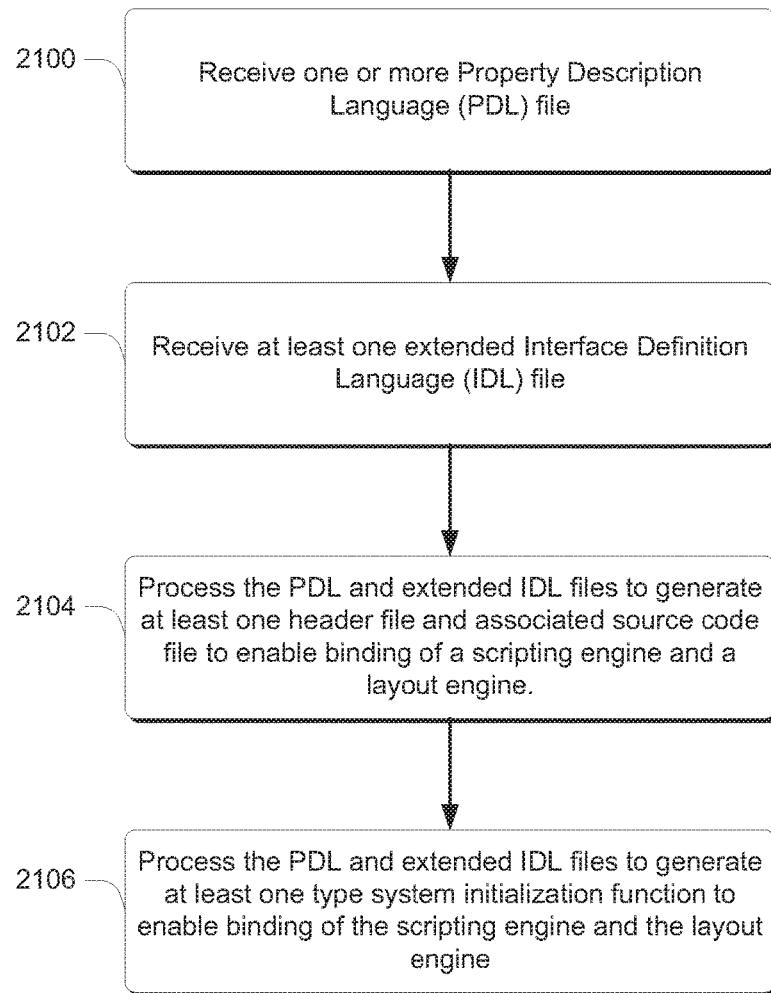 2100
Receive one or more Property Description
Language (PDL) file
2102
Receive at least one extended Interface Definition
Language (IDL) file
2104
Process the PDL and extended IDL files to generate
at least one header file and associated source code
file to enable binding of a scripting engine and a
layout engine.
2106
Process the PDL and extended IDL files to generate
at least one type system initialization function to
enable binding of the scripting engine and the layout
engine